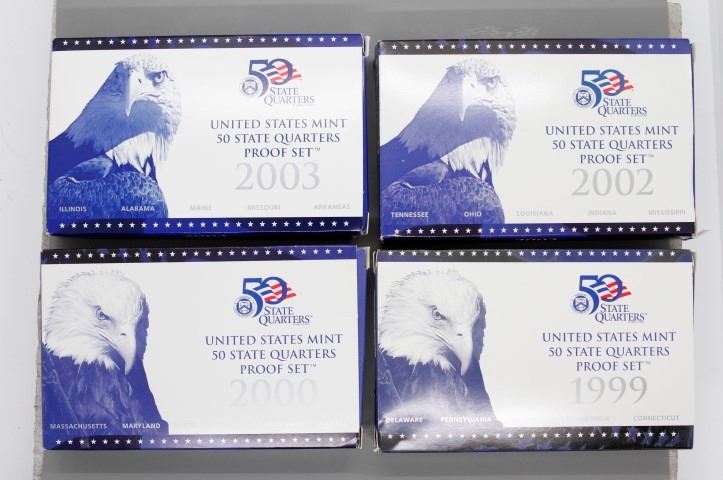 50
STATE
QUARTERS
UNITED STATES MINT
50 STATE QUARTERS
PROOF SET™
2003
ILLINOIS ALABAMA MAINE MISSOURI ARKANSAS
50
STATE
QUARTERS
UNITED STATES MINT
50 STATE QUARTERS
PROOF SET™
2002
TENNESSEE OHIO LOUISIANA INDIANA MISSISSIPPI
50
STATE
QUARTERS
UNITED STATES MINT
50 STATE QUARTERS
PROOF SET™
2000
MASSACHUSETTS MARYLAND
50
STATE
QUARTERS
UNITED STATES MINT
50 STATE QUARTERS
PROOF SET™
1999
DELAWARE PENNSYLVANIA GEORGIA CONNECTICUT